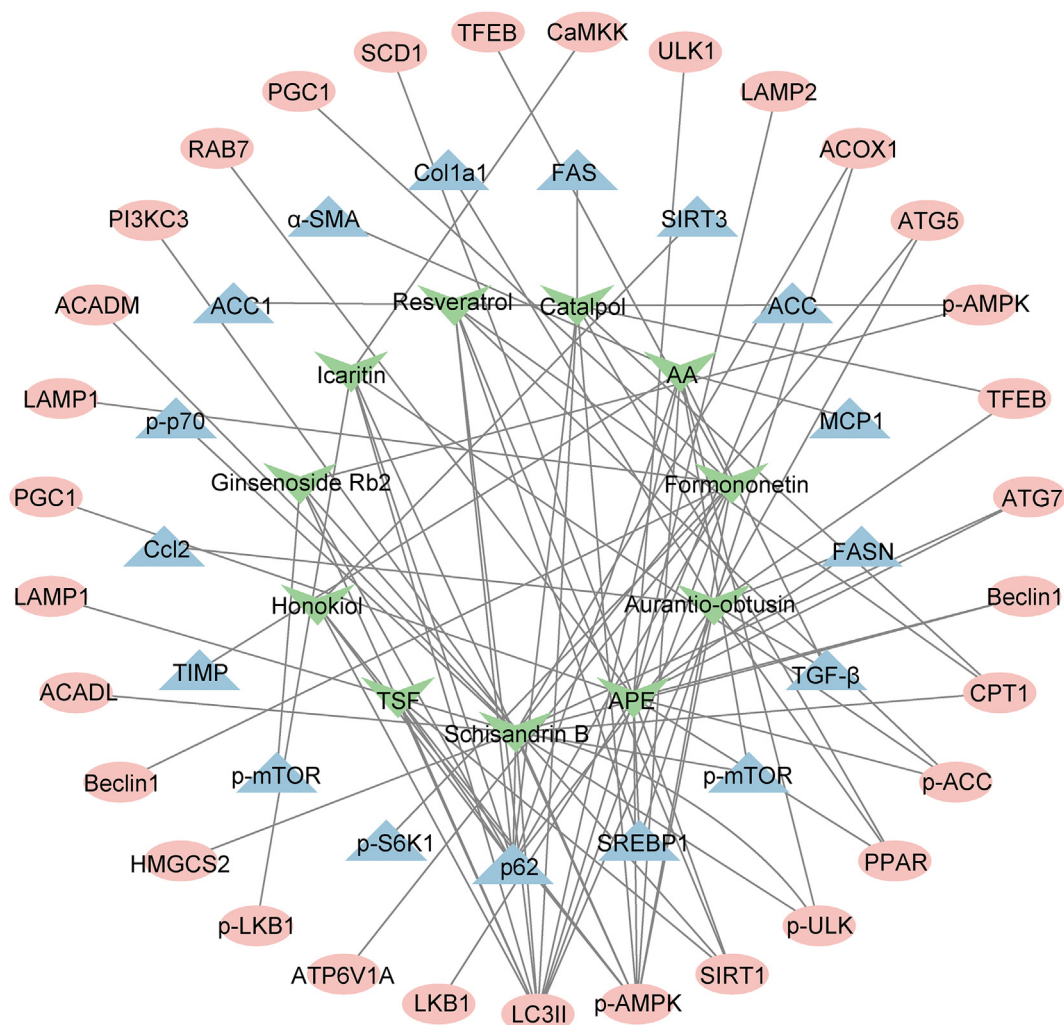 TFEB
CaMKK
SCD1
ULK1
PGC1
LAMP2
RAB7
ACOX1
Col1a1
FAS
PI3KC3
α-SMA
SIRT3
ATG5
ACADM
ACC1
Resveratrol
Catalpol
ACC
p-AMPK
Icaritin
AA
LAMP1
p-p70
MCP1
TFEB
Ginsenoside Rb2
Formononetin
PGC1
ATG7
Ccl2
FASN
LAMP1
Honokiol
Aurantio-obtusin
Beclin1
TIMP
TGF-β
ACADL
TSF
APE
CPT1
Schisandrin B
Beclin1
p-mTOR
p-mTOR
p-ACC
HMGCS2
p-S6K1
p62
SREBP1
PPAR
p-LKB1
p-ULK
ATP6V1A
SIRT1
LKB1
LC3II
p-AMPK